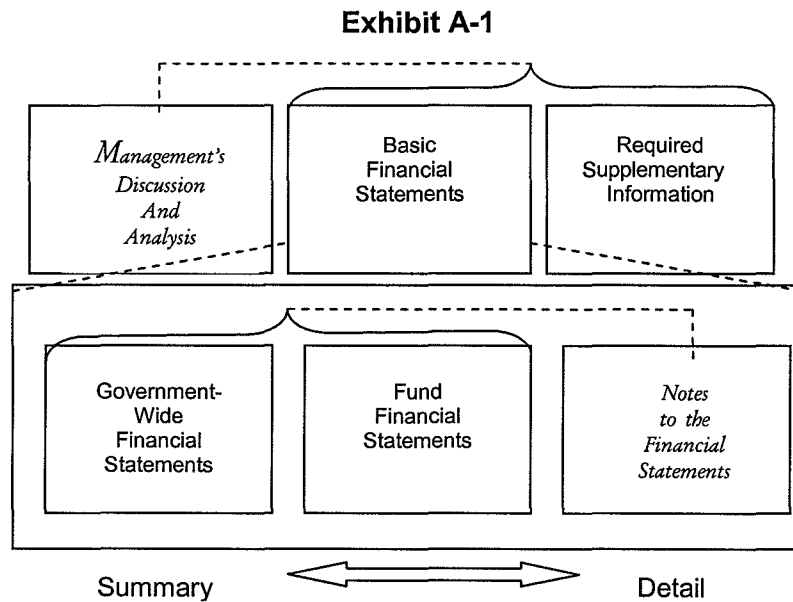 Exhibit A-1
Management's
Discussion
And
Analysis
Basic
Financial
Statements
Required
Supplementary
Information
Government-
Wide
Financial
Statements
Fund
Financial
Statements
Notes
to the
Financial
Statements
Summary
Detail